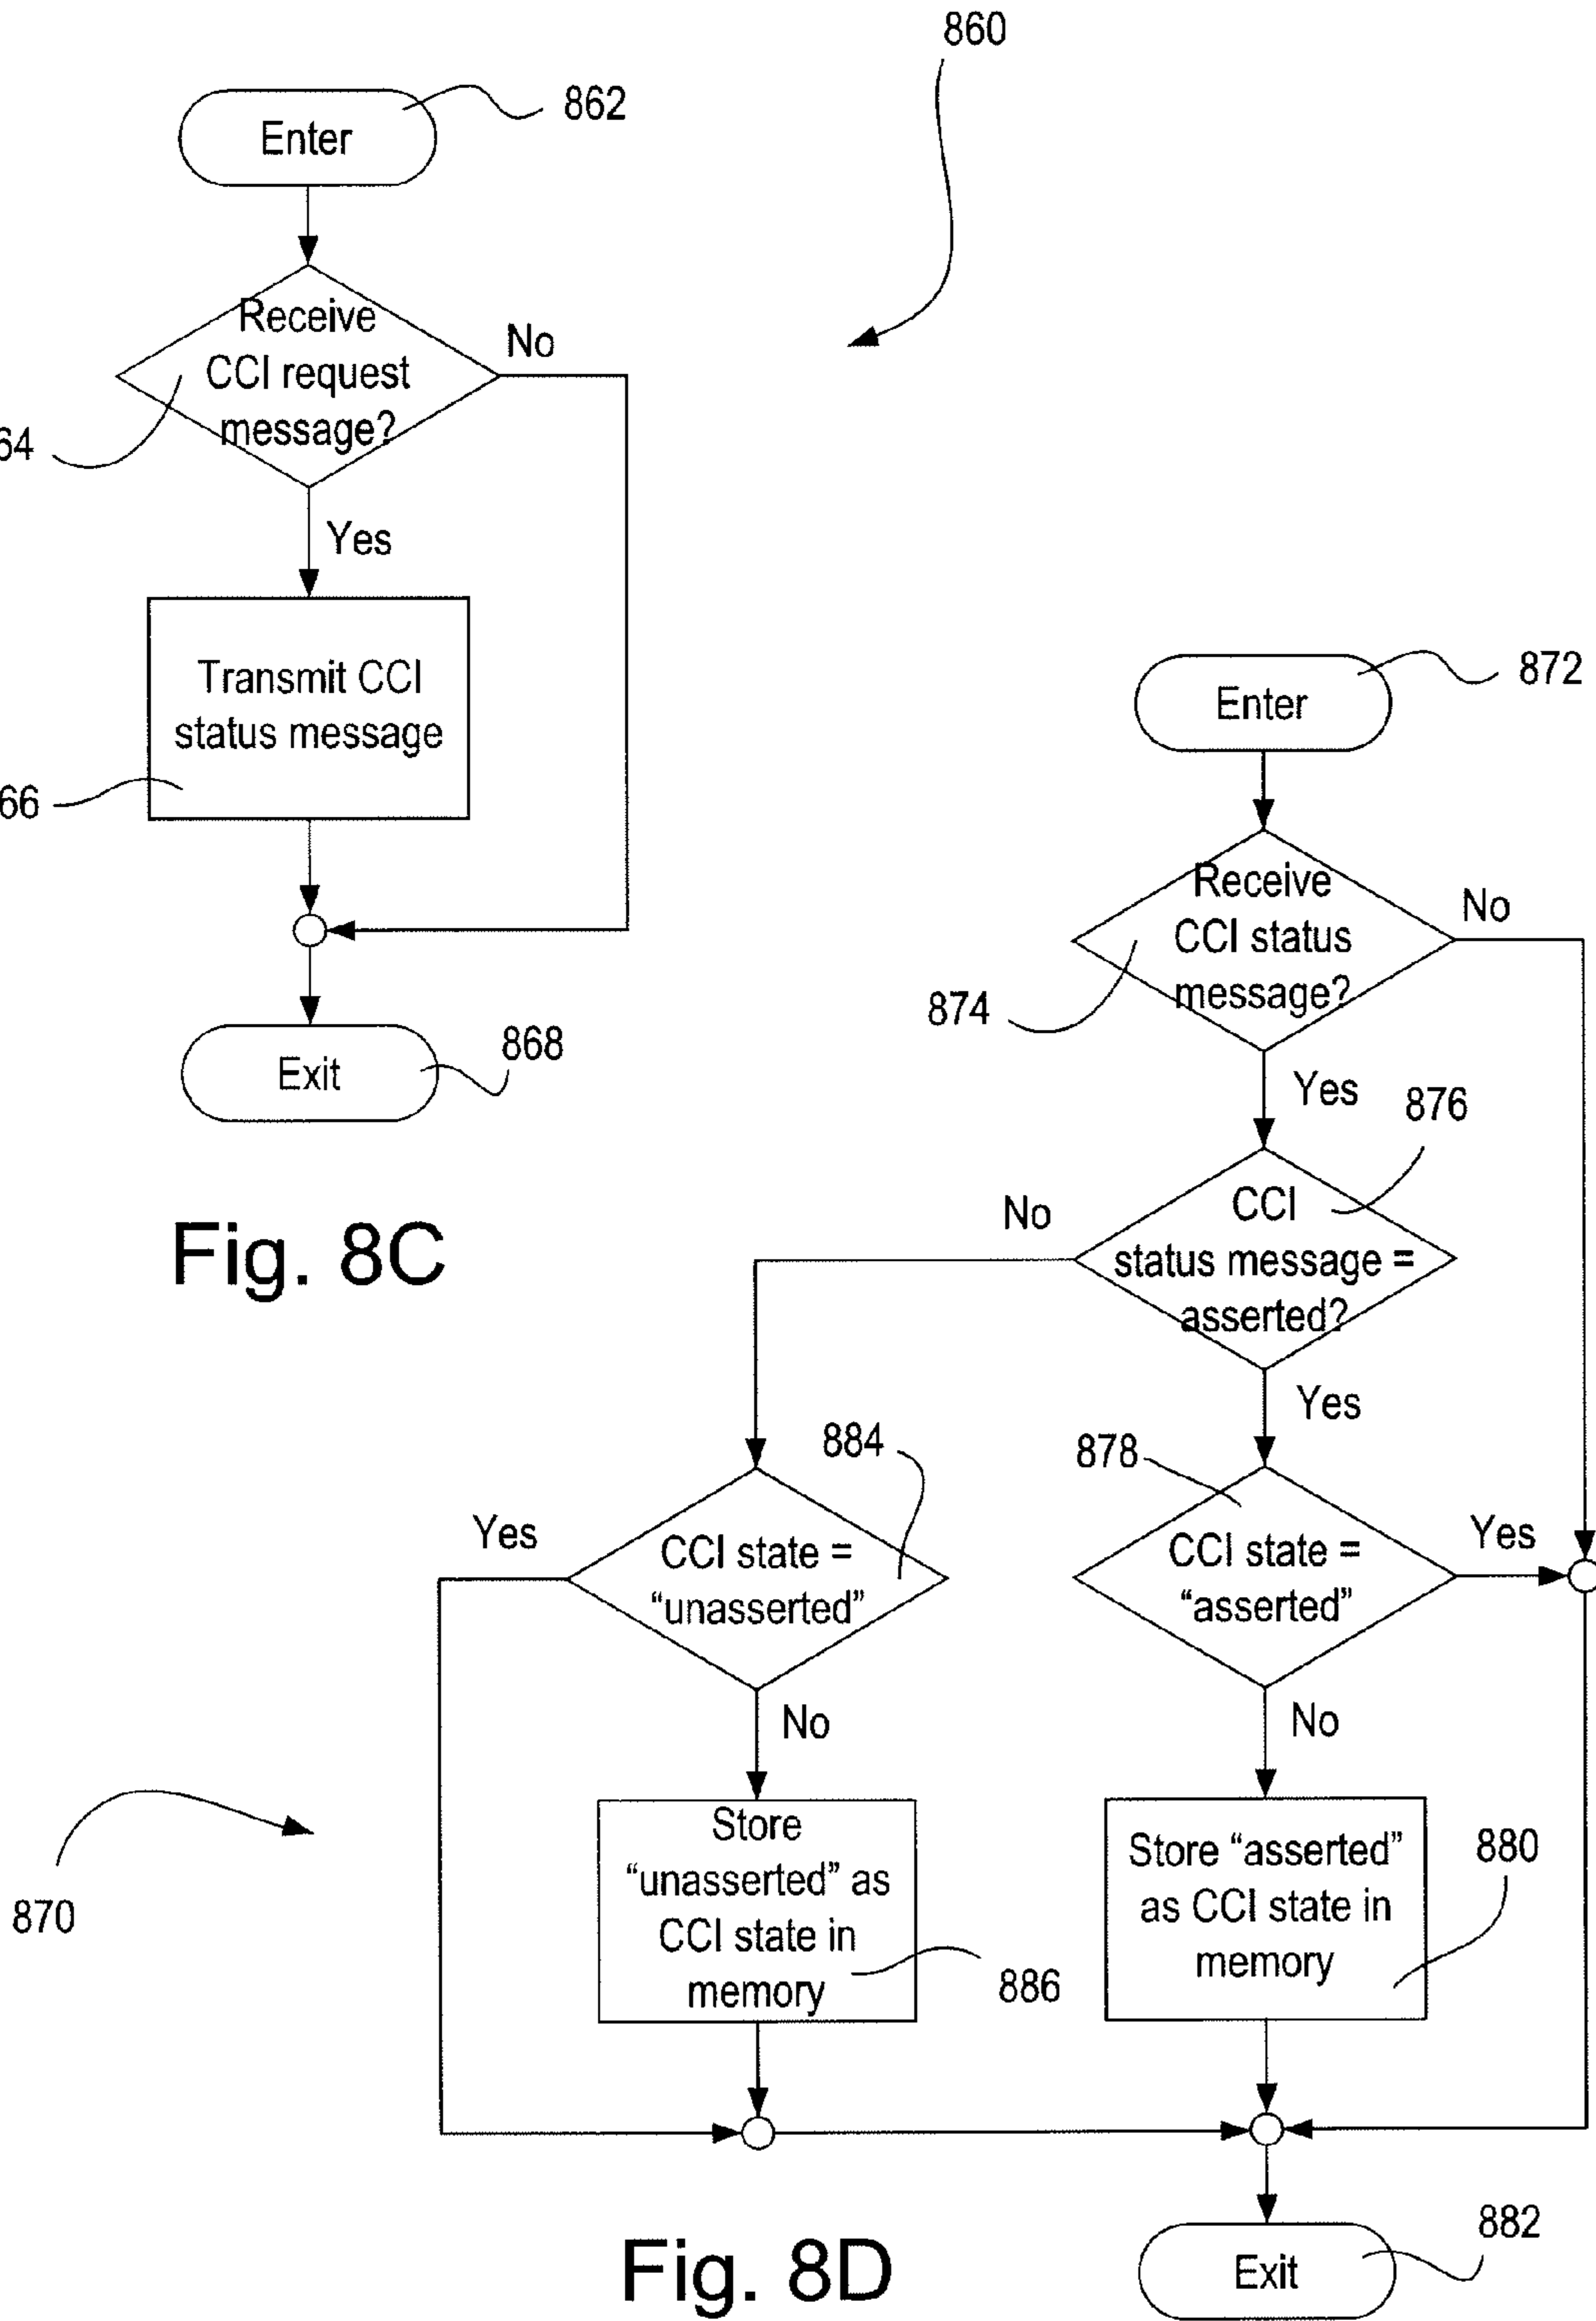 860
862
Enter
Receive
CCI request
message?
No
64
Yes
Transmit CCI
status message
66
868
Exit
Fig. 8C
872
Enter
Receive
CCI status
message?
No
874
Yes
876
CCI
status message =
asserted?
No
Yes
884
CCI state =
“unasserted”
Yes
No
878
CCI state =
“asserted”
Yes
No
Store
“unasserted” as
CCI state in
memory
886
Store “asserted”
as CCI state in
memory
880
870
882
Exit
Fig. 8D